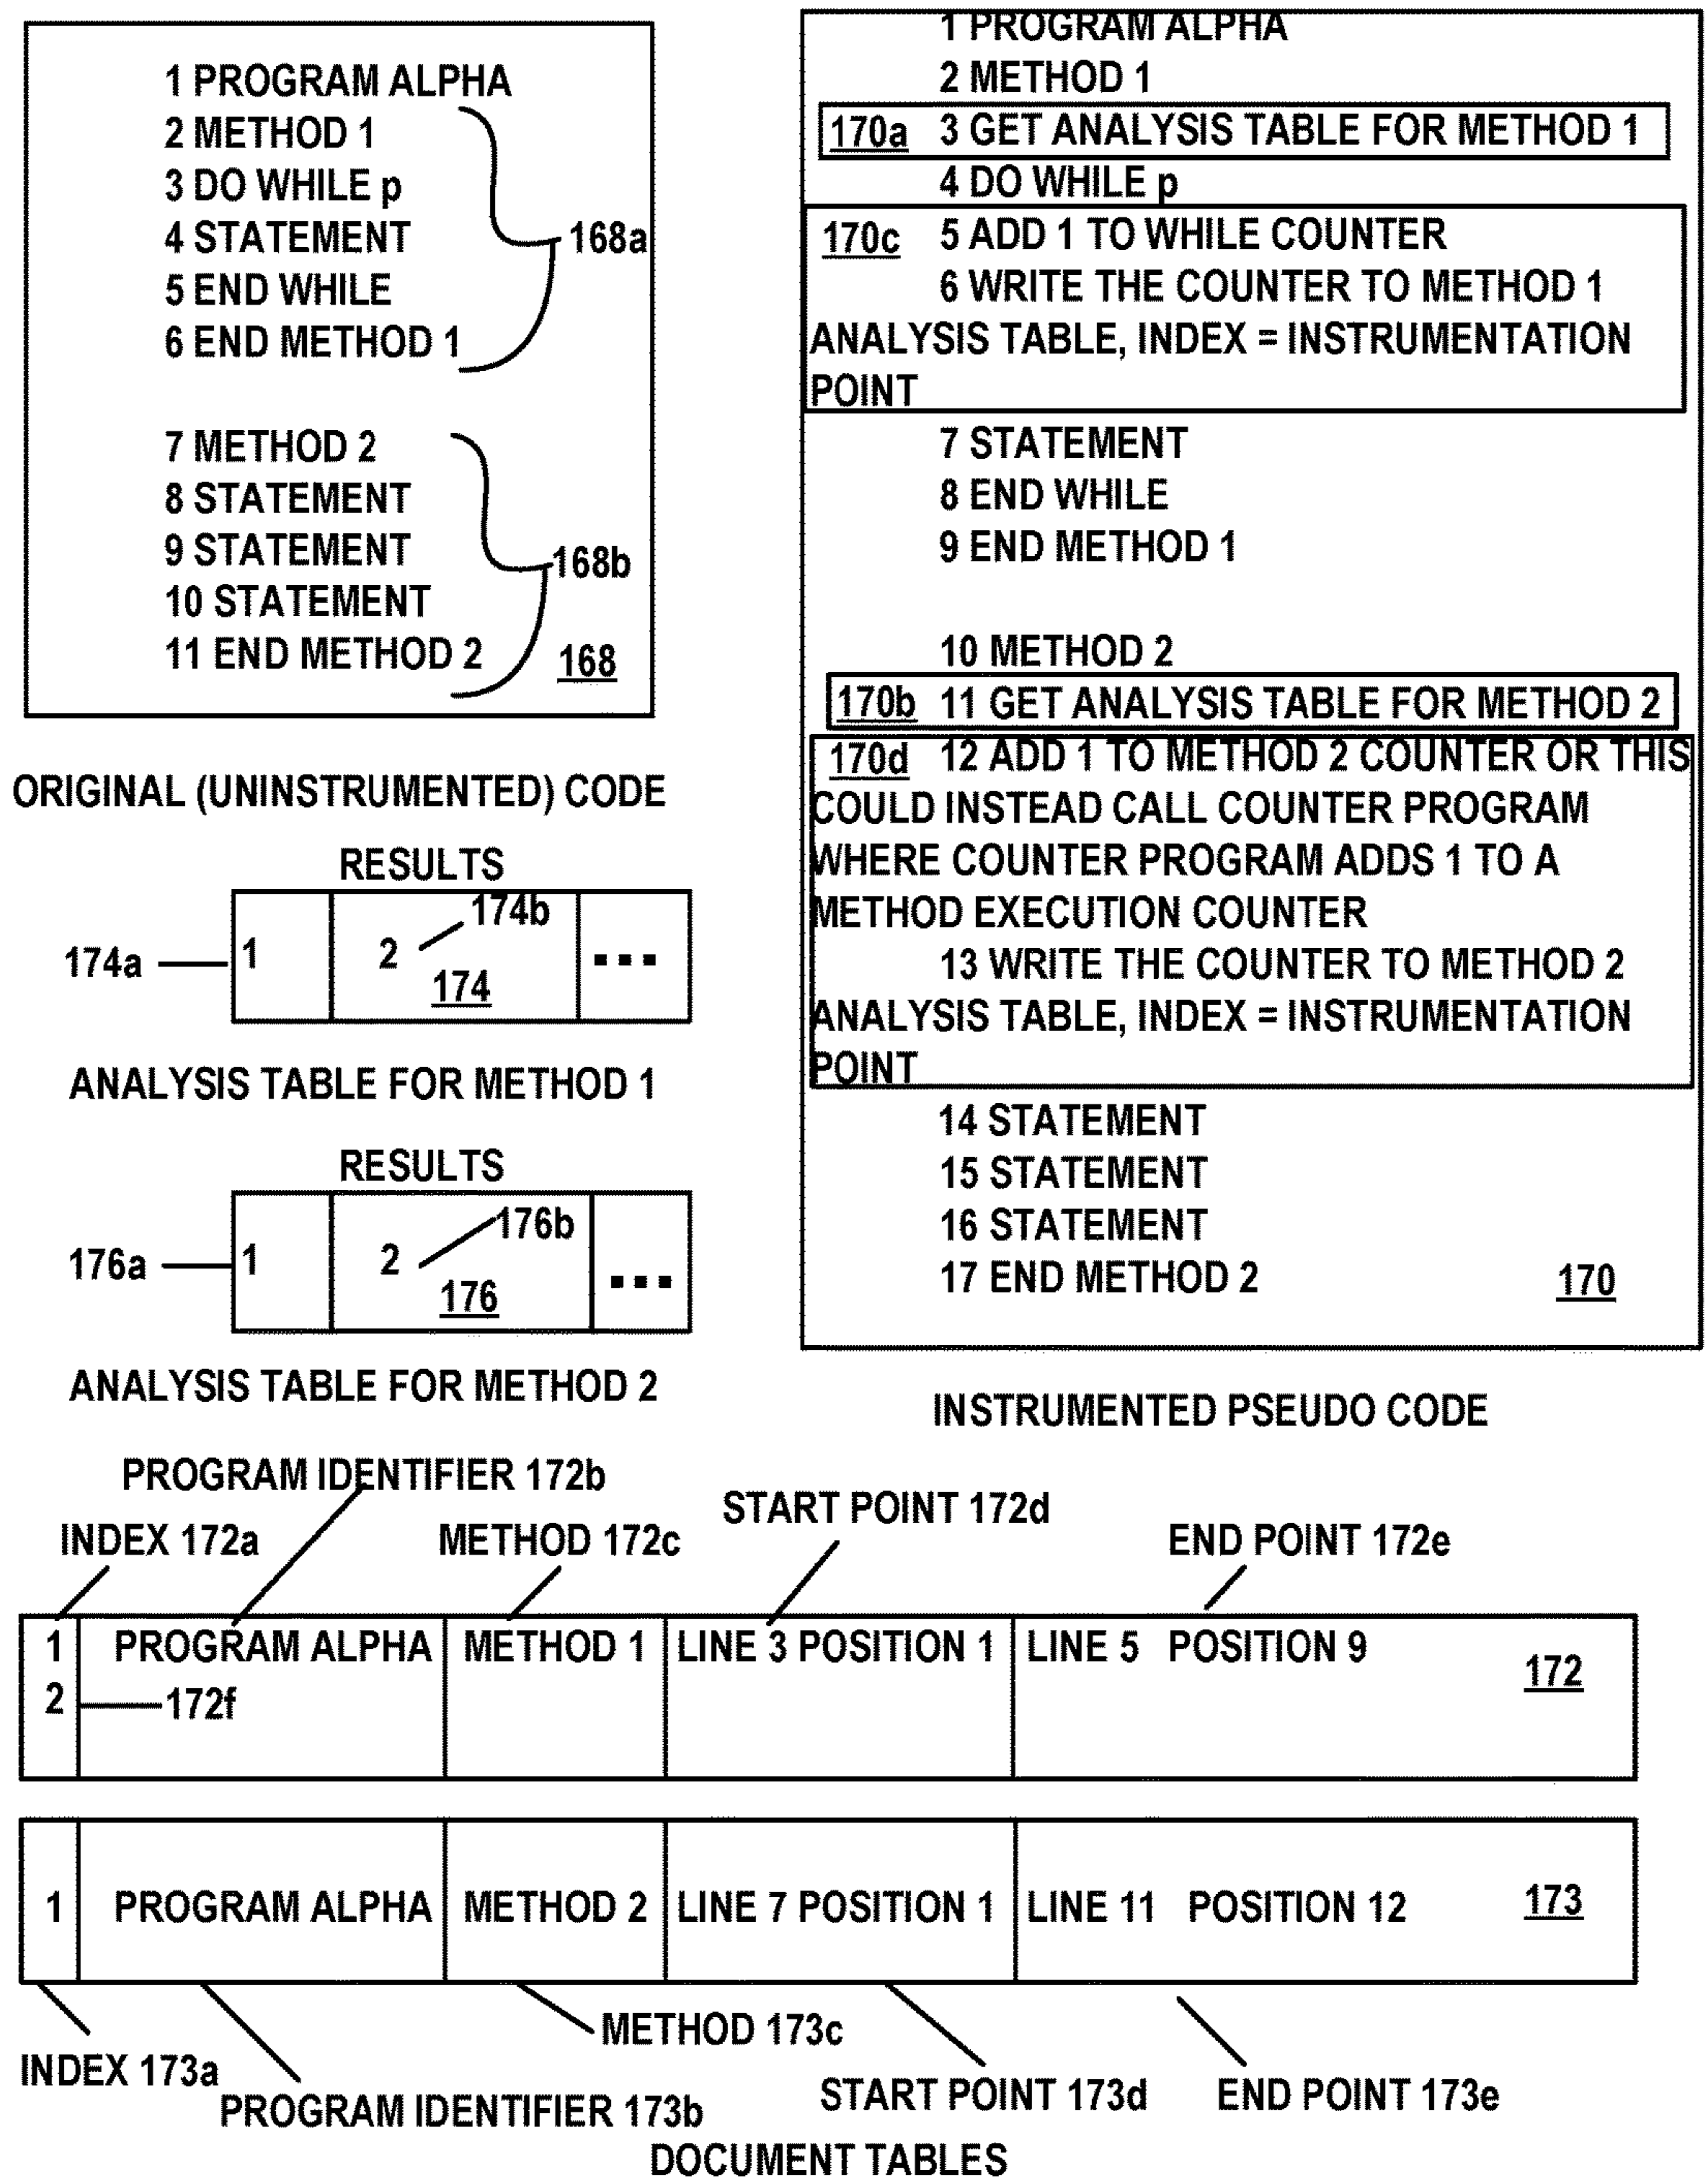 1 PROGRAM ALPHA
2 METHOD 1
3 DO WHILE p
4 STATEMENT
5 END WHILE
6 END METHOD 1
168a
7 METHOD 2
8 STATEMENT
9 STATEMENT
10 STATEMENT
11 END METHOD 2
168b
168
ORIGINAL (UNINSTRUMENTED) CODE
1 PROGRAM ALPHA
2 METHOD 1
170a 3 GET ANALYSIS TABLE FOR METHOD 1
4 DO WHILE p
170c 5 ADD 1 TO WHILE COUNTER
6 WRITE THE COUNTER TO METHOD 1
ANALYSIS TABLE, INDEX = INSTRUMENTATION
POINT
7 STATEMENT
8 END WHILE
9 END METHOD 1
10 METHOD 2
170b 11 GET ANALYSIS TABLE FOR METHOD 2
170d 12 ADD 1 TO METHOD 2 COUNTER OR THIS
COULD INSTEAD CALL COUNTER PROGRAM
WHERE COUNTER PROGRAM ADDS 1 TO A
METHOD EXECUTION COUNTER
13 WRITE THE COUNTER TO METHOD 2
ANALYSIS TABLE, INDEX = INSTRUMENTATION
POINT
14 STATEMENT
15 STATEMENT
16 STATEMENT
17 END METHOD 2
170
INSTRUMENTED PSEUDO CODE
RESULTS
174a 1 2 174b ...
174
ANALYSIS TABLE FOR METHOD 1
RESULTS
176a 1 2 176b ...
176
ANALYSIS TABLE FOR METHOD 2
PROGRAM IDENTIFIER 172b
START POINT 172d
INDEX 172a METHOD 172c END POINT 172e
1 PROGRAM ALPHA METHOD 1 LINE 3 POSITION 1 LINE 5 POSITION 9
172
2 172f
1 PROGRAM ALPHA METHOD 2 LINE 7 POSITION 1 LINE 11 POSITION 12 173
METHOD 173c
INDEX 173a
START POINT 173d END POINT 173e
PROGRAM IDENTIFIER 173b
DOCUMENT TABLES